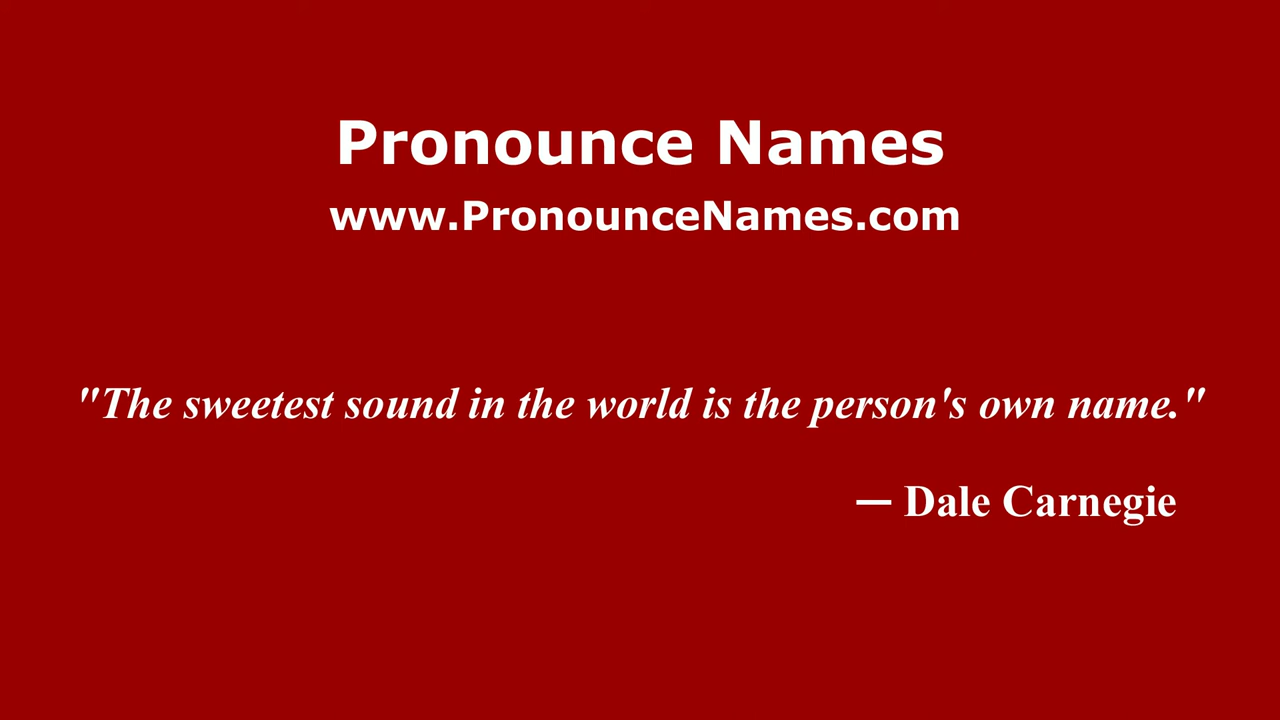 Pronounce Names
www.PronounceNames.com
"The sweetest sound in the world is the person's own name."
— Dale Carnegie